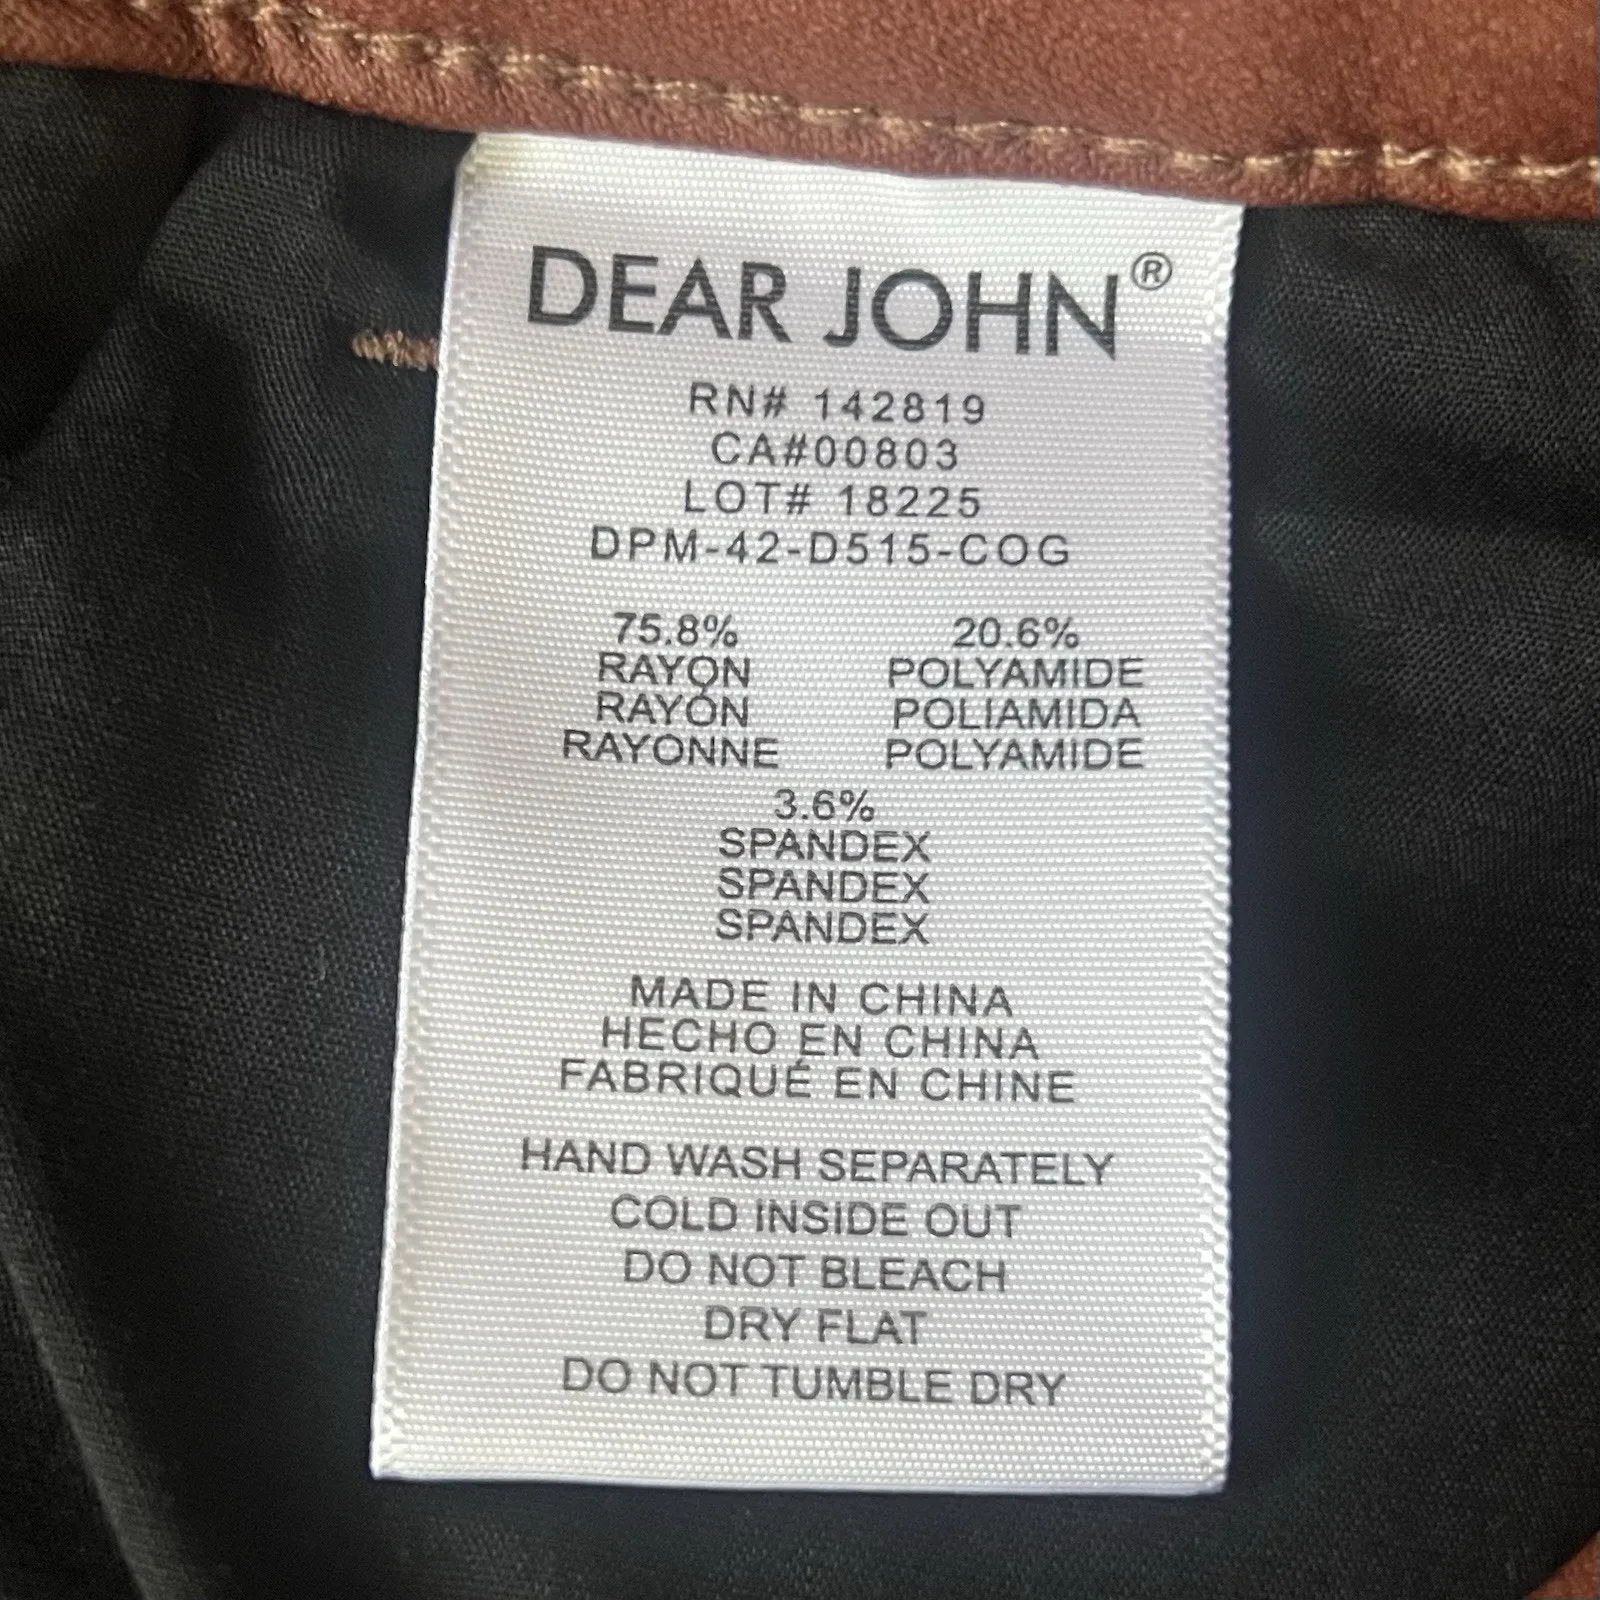 DEAR JOHN®
RN# 142819
CA#00803
LOT# 18225
DPM-42-D515-COG
75.8% 20.6%
RAYON POLYAMIDE
RAYÓN POLIAMIDA
RAYONNE POLYAMIDE
3.6%
SPANDEX
SPANDEX
SPANDEX
MADE IN CHINA
HECHO EN CHINA
FABRIQUÉ EN CHINE
HAND WASH SEPARATELY
COLD INSIDE OUT
DO NOT BLEACH
DRY FLAT
DO NOT TUMBLE DRY